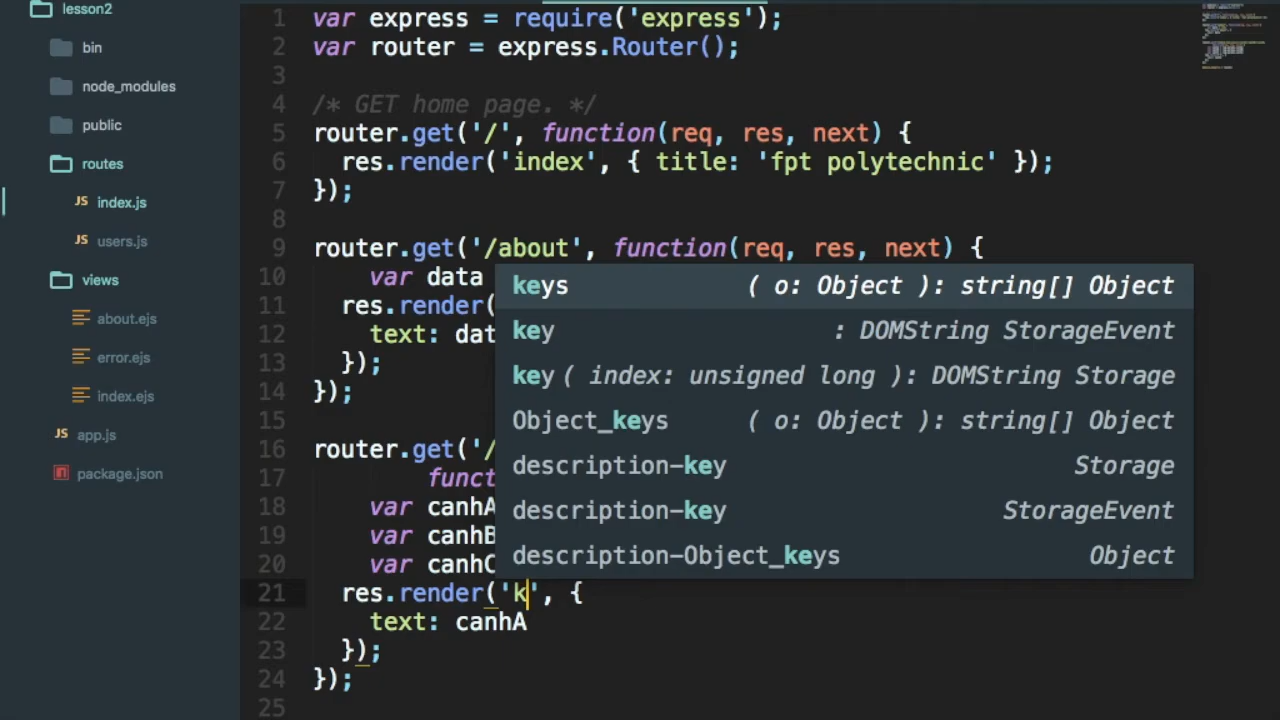 lesson2
bin
node_modules
public
routes
JS index.js
JS users.js
views
about.ejs
error.ejs
index.ejs
JS app.js
package.json
1 var express = require('express');
2 var router = express.Router();
3
4 /* GET home page. */
5 router.get('/', function(req, res, next) {
6 res.render('index', { title: 'fpt polytechnic' });
7 });
8
9 router.get('/about', function(req, res, next) {
10 var data
11 res.render(
12 text: dat
13 });
14 });
15
16 router.get('/
17 funct
18 var canhA
19 var canhB
20 var canhC
21 res.render('k', {
22 text: canhA
23 });
24 });
25
keys ( o: Object ): string[] Object
key : DOMString StorageEvent
key( index: unsigned long ): DOMString Storage
Object_keys ( o: Object ): string[] Object
description-key Storage
description-key StorageEvent
description-Object_keys Object